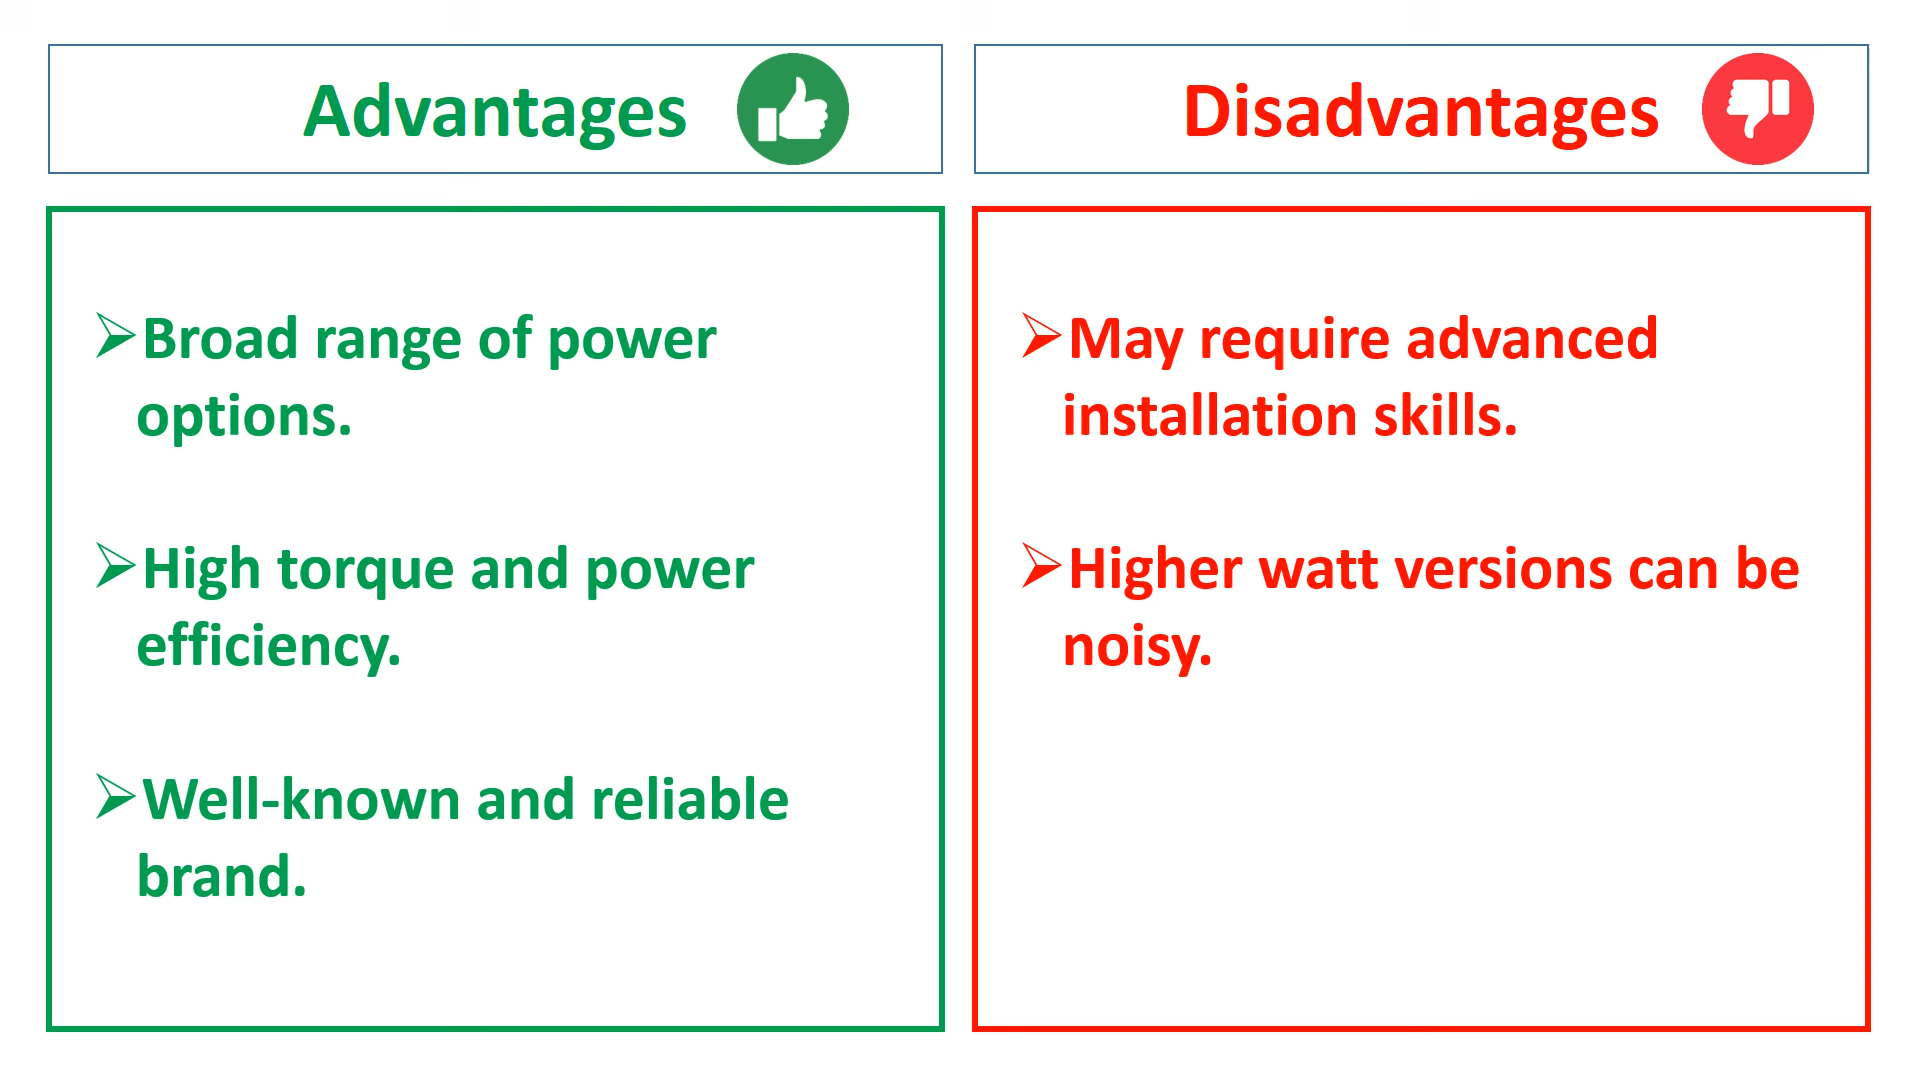 Advantages
Disadvantages
Broad range of power
options.
High torque and power
efficiency.
Well-known and reliable
brand.
May require advanced
installation skills.
Higher watt versions can be
noisy.